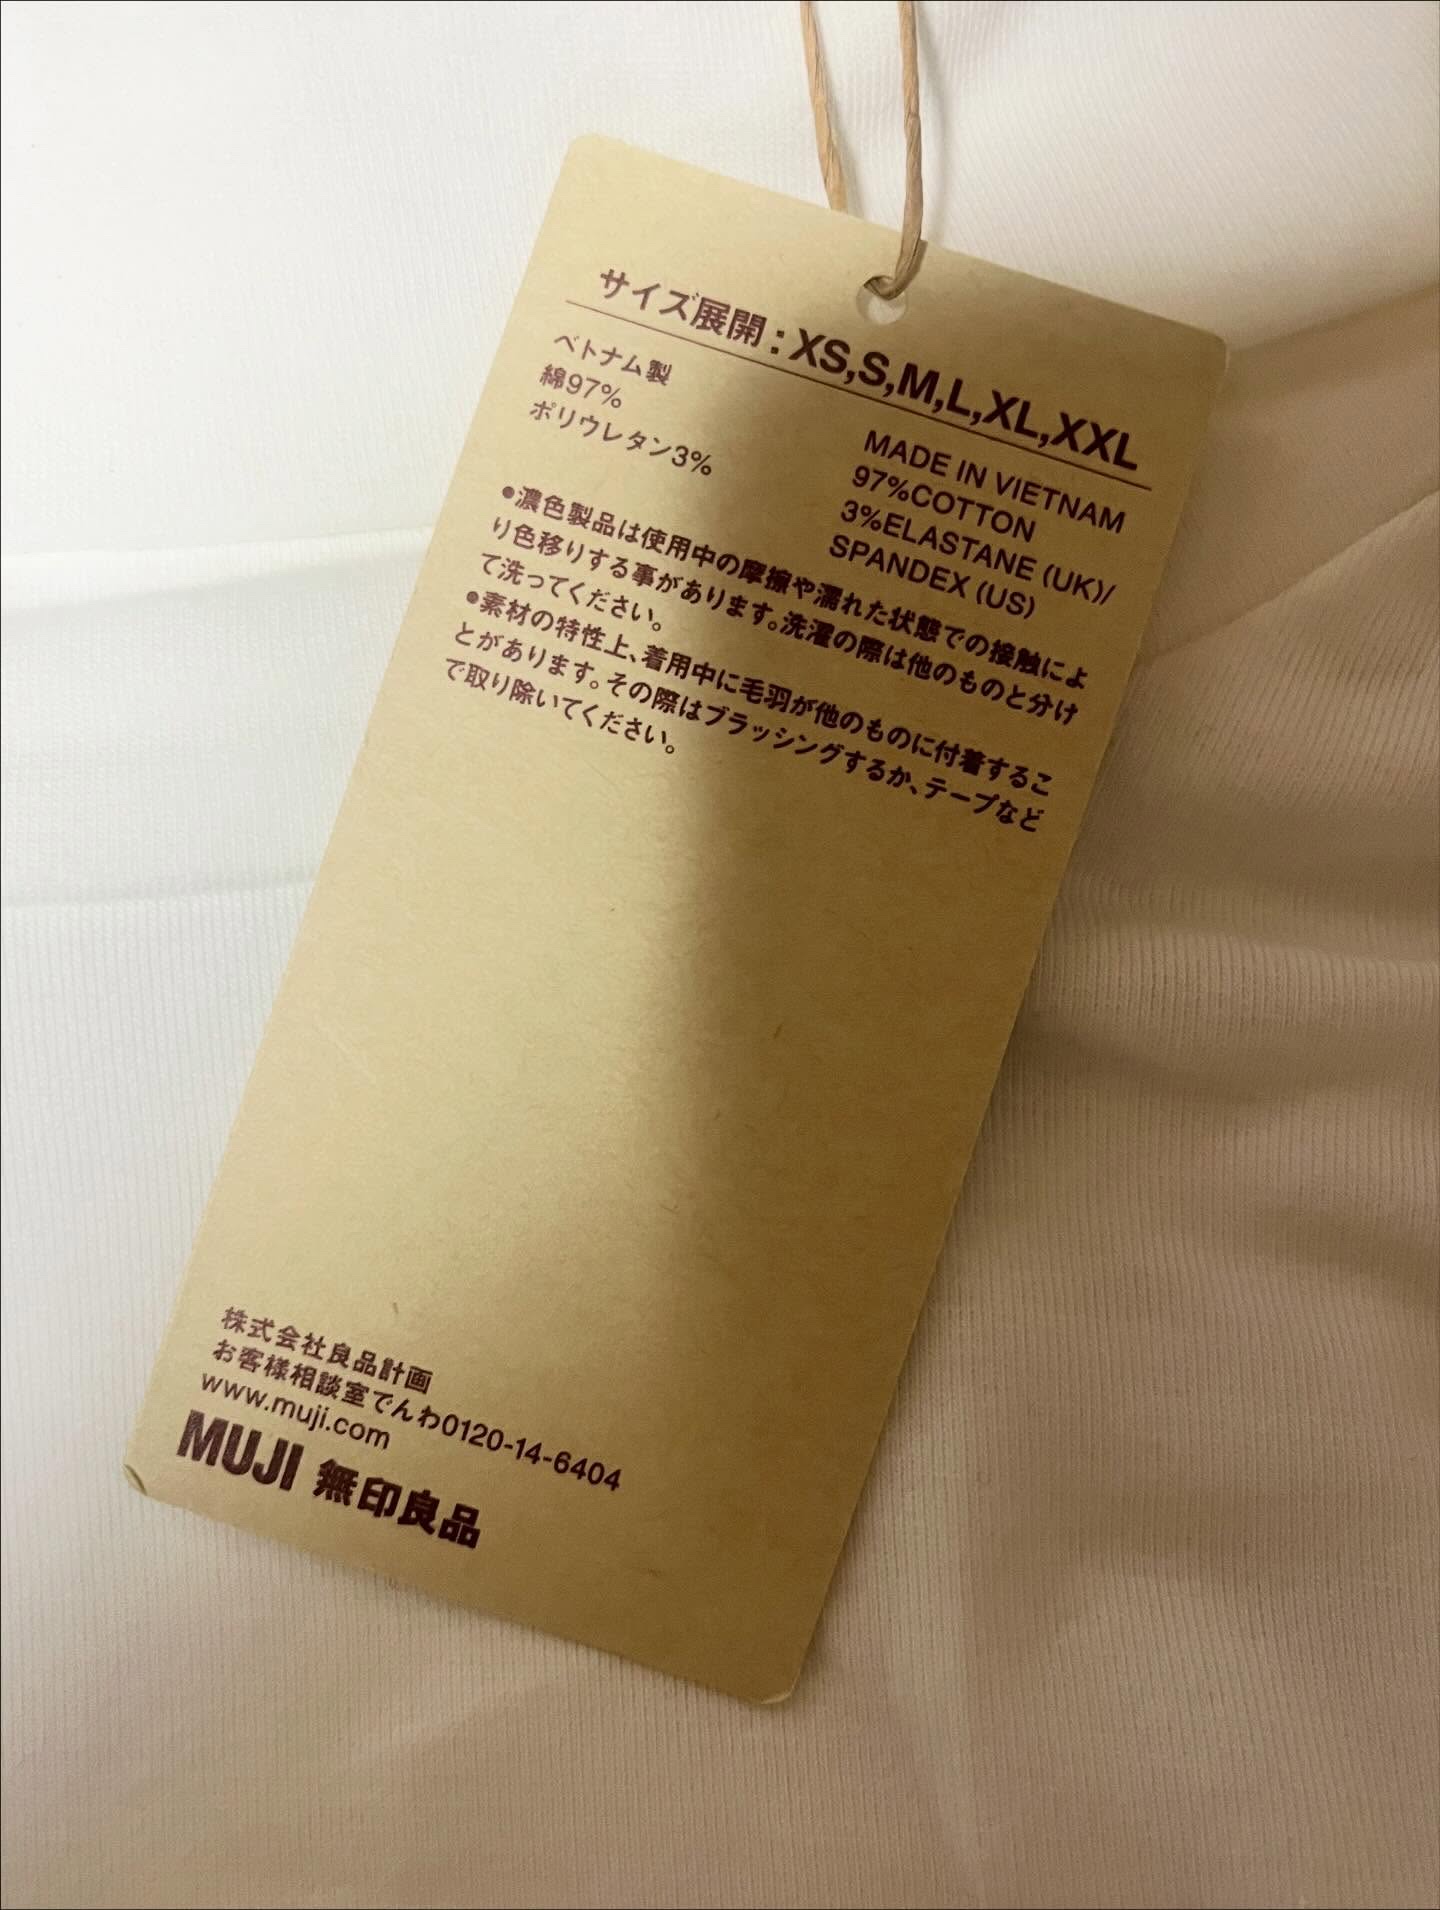 サイズ展開：XS,S,M,L,XL,XXL
ベトナム製
綿97%
ポリウレタン3%
MADE IN VIETNAM
97%COTTON
3%ELASTANE (UK)/
SPANDEX (US)
●濃色製品は使用中の摩擦や濡れた状態での接触によ
り色移りする事があります。洗濯の際は他のものと分け
て洗ってください。
●素材の特性上、着用中に毛羽が他のものに付着するこ
とがあります。その際はブラッシングするか、テープなど
で取り除いてください。
株式会社良品計画
お客様相談室でんわ0120-14-6404
www.muji.com
MUJI 無印良品